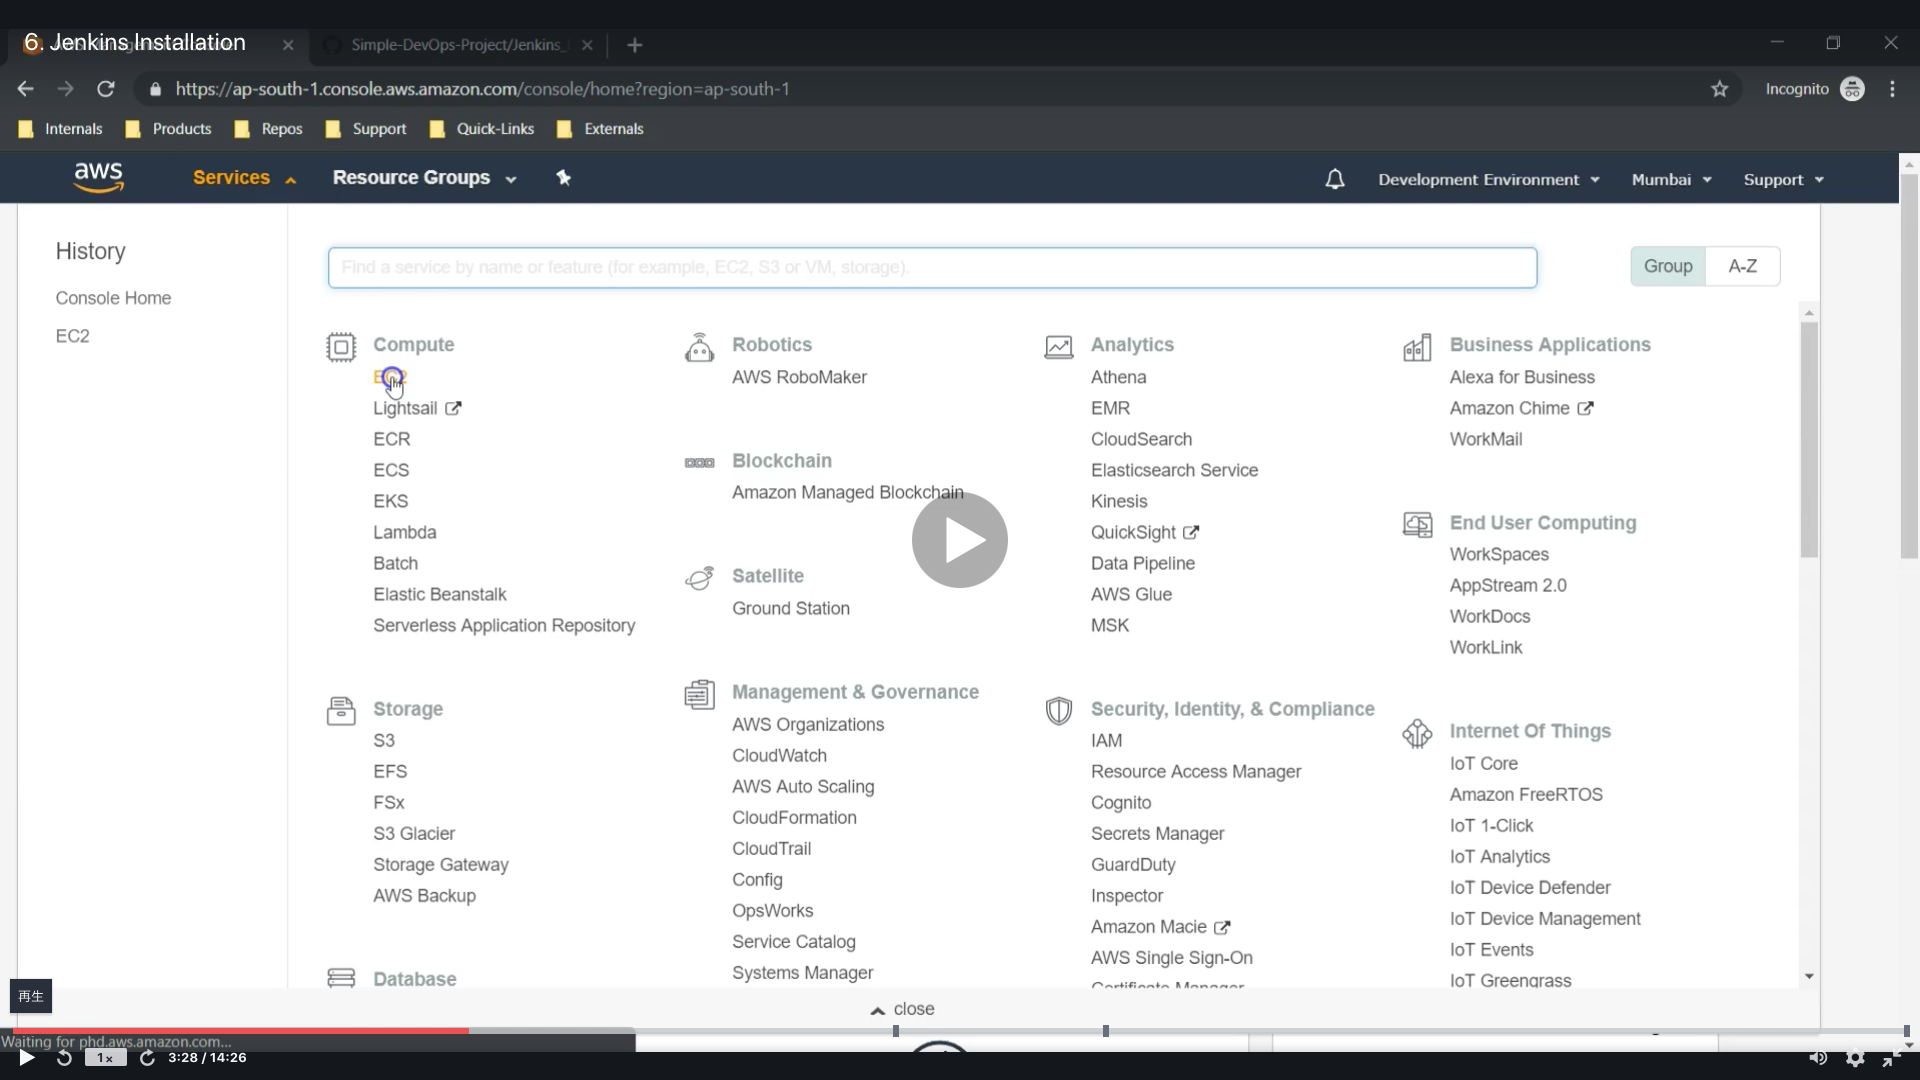 6. Jenkins Installation
Simple-DevOps-Project/Jenkins_
https://ap-south-1.console.aws.amazon.com/console/home?region=ap-south-1
Incognito
Internals
Products
Repos
Support
Quick-Links
Externals
aws
Services
Resource Groups
Development Environment
Mumbai
Support
History
Console Home
EC2
Find a service by name or feature (for example, EC2, S3 or VM, storage).
Group
A-Z
Compute
EC2
Lightsail
ECR
ECS
EKS
Lambda
Batch
Elastic Beanstalk
Serverless Application Repository
Storage
S3
EFS
FSx
S3 Glacier
Storage Gateway
AWS Backup
Database
Robotics
AWS RoboMaker
Blockchain
Amazon Managed Blockchain
Satellite
Ground Station
Management & Governance
AWS Organizations
CloudWatch
AWS Auto Scaling
CloudFormation
CloudTrail
Config
OpsWorks
Service Catalog
Systems Manager
Analytics
Athena
EMR
CloudSearch
Elasticsearch Service
Kinesis
QuickSight
Data Pipeline
AWS Glue
MSK
Security, Identity, & Compliance
IAM
Resource Access Manager
Cognito
Secrets Manager
GuardDuty
Inspector
Amazon Macie
AWS Single Sign-On
Certificate Manager
Business Applications
Alexa for Business
Amazon Chime
WorkMail
End User Computing
WorkSpaces
AppStream 2.0
WorkDocs
WorkLink
Internet Of Things
IoT Core
Amazon FreeRTOS
IoT 1-Click
IoT Analytics
IoT Device Defender
IoT Device Management
IoT Events
IoT Greengrass
close
再生
Waiting for phd.aws.amazon.com...
1x
3:28 / 14:26